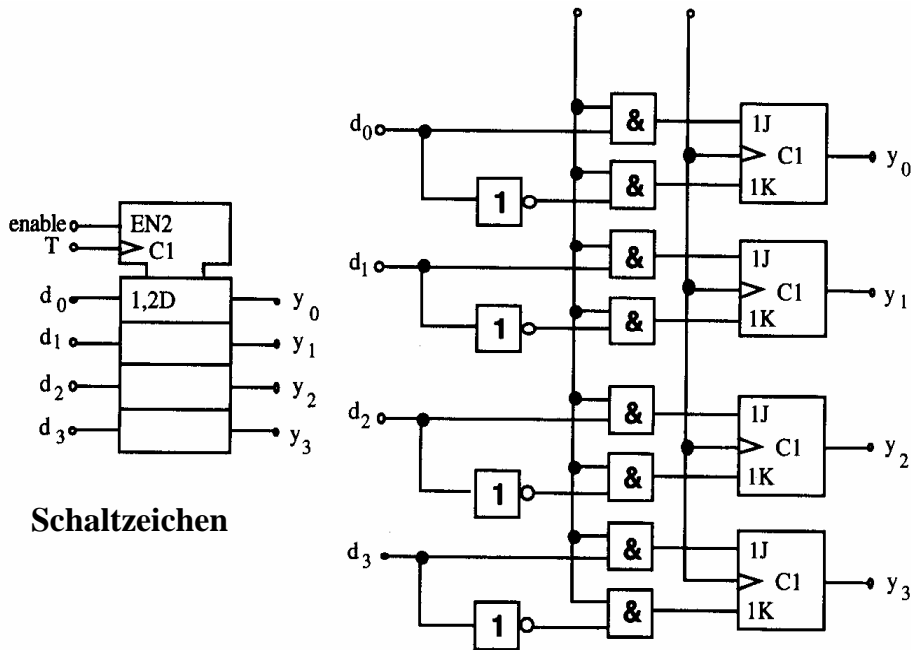 enable
T
EN2
C1
d0
1,2D
y0
d1
y1
d2
y2
d3
y3
Schaltzeichen
d0
&
1J
C1
1K
y0
1
&
d1
&
1J
C1
1K
y1
1
&
d2
&
1J
C1
1K
y2
1
&
d3
&
1J
C1
1K
y3
1
&